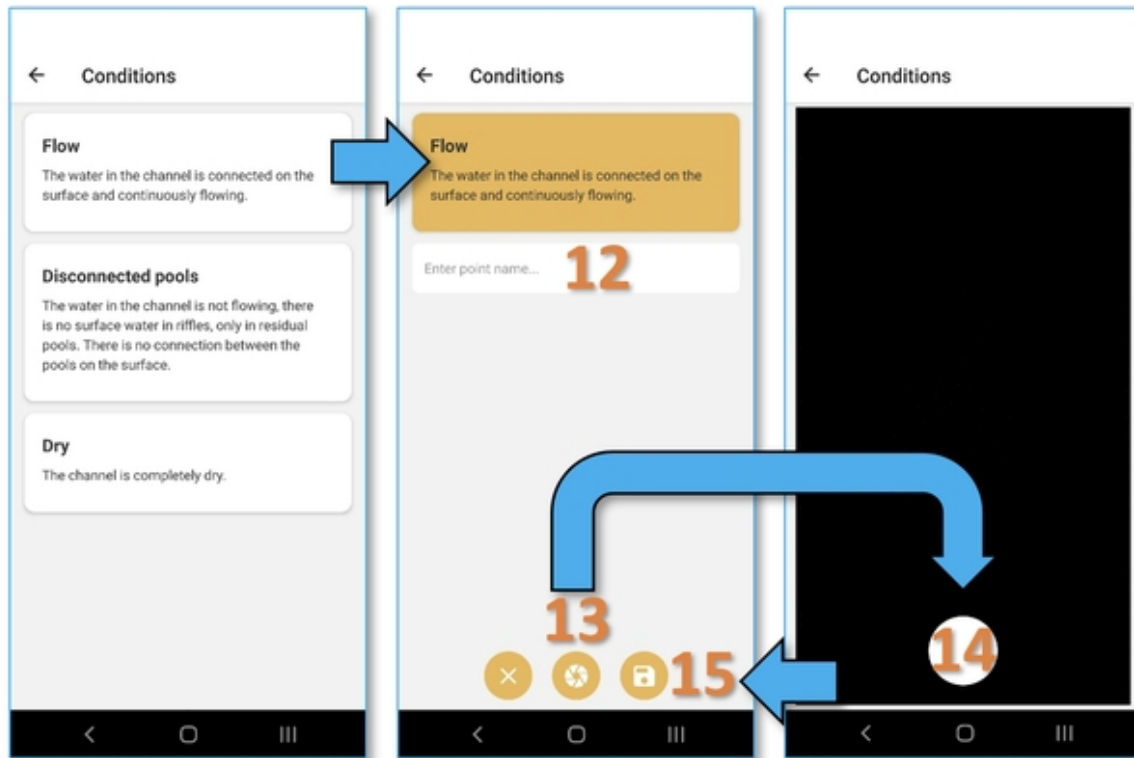 Conditions
Flow
The water in the channel is connected on the
surface and continuously flowing.
Disconnected pools
The water in the channel is not flowing, there
is no surface water in riffles, only in residual
pools. There is no connection between the
pools on the surface.
Dry
The channel is completely dry.
Conditions
Flow
The water in the channel is connected on the
surface and continuously flowing.
Enter point name...
12
13
15
Conditions
14